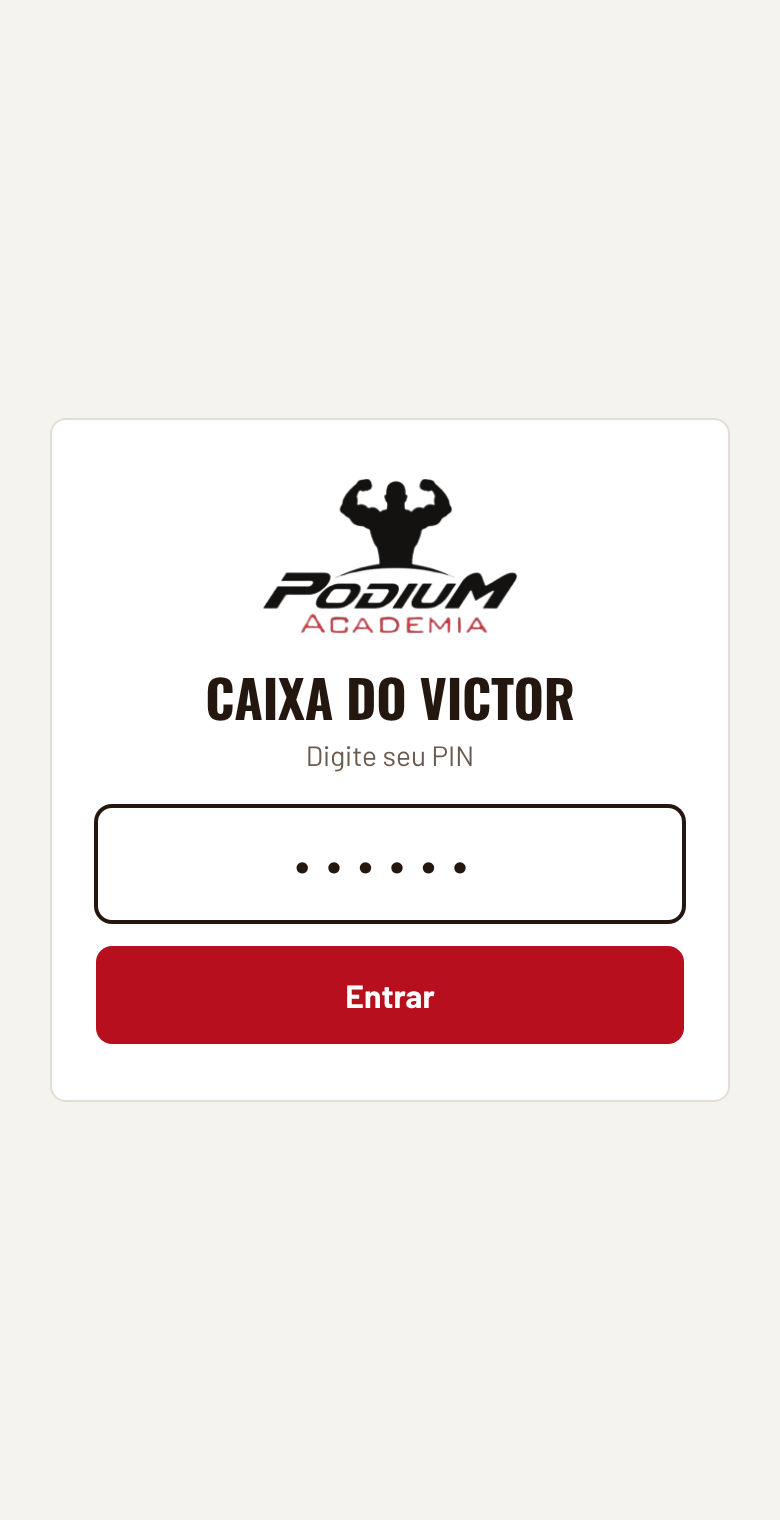 PODIUM
ACADEMIA
CAIXA DO VICTOR
Digite seu PIN
••••••
Entrar